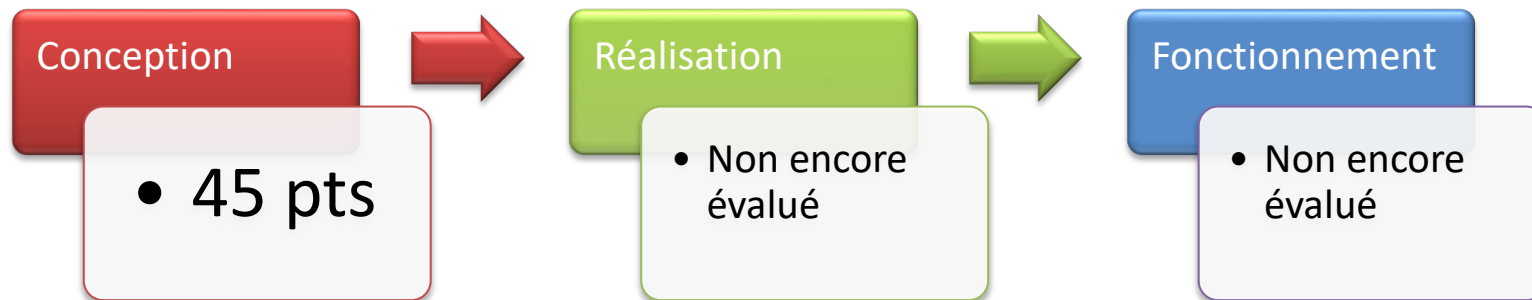 Conception
• 45 pts
Réalisation
• Non encore
évalué
Fonctionnement
• Non encore
évalué